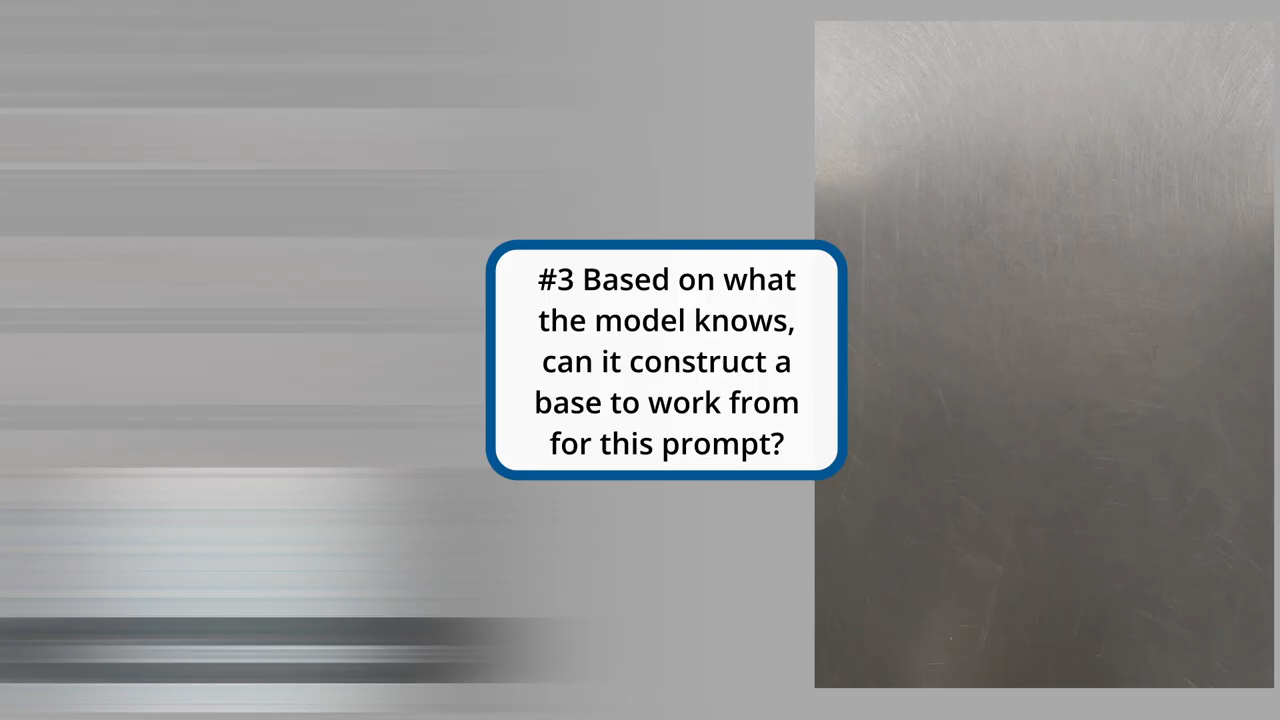 #3 Based on what
the model knows,
can it construct a
base to work from
for this prompt?